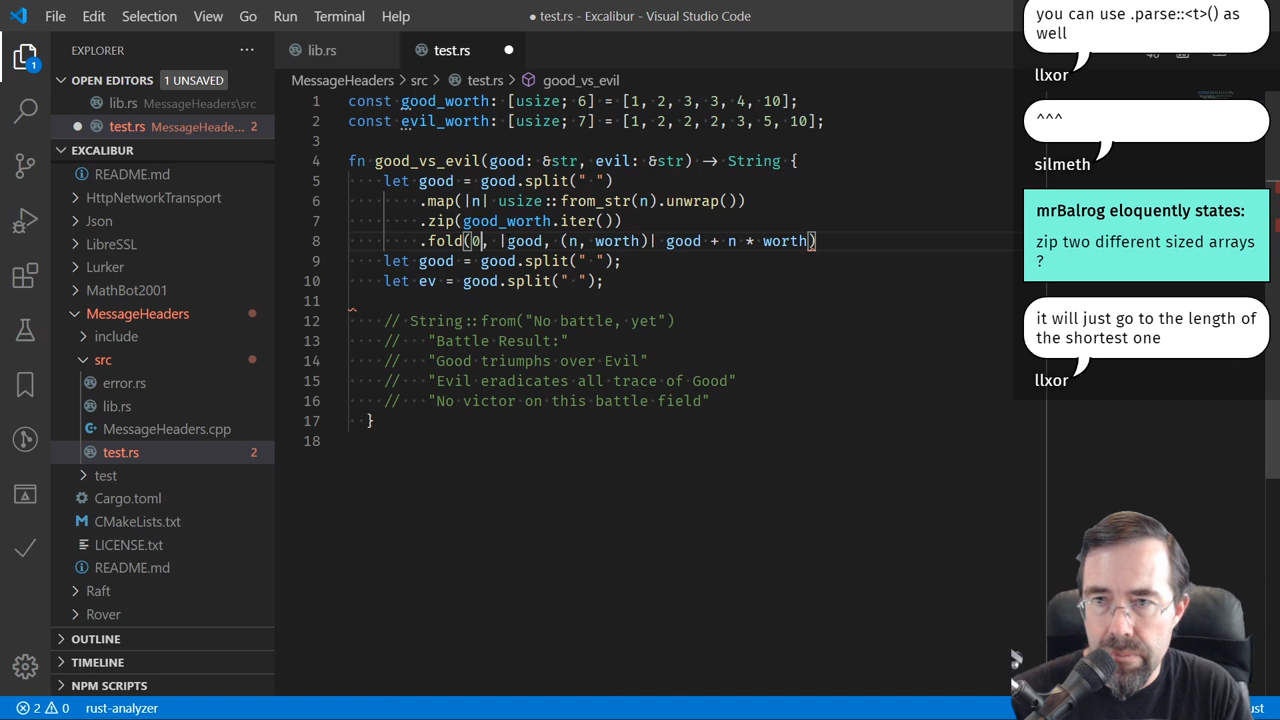 File Edit Selection View Go Run Terminal Help
● test.rs - Excalibur - Visual Studio Code
EXPLORER ···
lib.rs
test.rs ●
OPEN EDITORS 1 UNSAVED
lib.rs MessageHeaders\src
● test.rs MessageHeade... 2
EXCALIBUR
README.md
HttpNetworkTransport
Json
LibreSSL
Lurker
MathBot2001
MessageHeaders
include
src
error.rs
lib.rs
MessageHeaders.cpp
test.rs 2
test
Cargo.toml
CMakeLists.txt
LICENSE.txt
README.md
Raft
Rover
OUTLINE
TIMELINE
NPM SCRIPTS
1
MessageHeaders > src > test.rs > good_vs_evil
1 const good_worth: [usize; 6] = [1, 2, 3, 3, 4, 10];
2 const evil_worth: [usize; 7] = [1, 2, 2, 2, 3, 5, 10];
3
4 fn good_vs_evil(good: &str, evil: &str) → String {
5 let good = good.split(" ")
6 .map(|n| usize::from_str(n).unwrap())
7 .zip(good_worth.iter())
8 .fold(0, |good, (n, worth)| good + n * worth)
9 let good = good.split(" ");
10 let ev = good.split(" ");
11
12 // String::from("No battle, yet")
13 // "Battle Result:"
14 // "Good triumphs over Evil"
15 // "Evil eradicates all trace of Good"
16 // "No victor on this battle field"
17 }
18
you can use .parse::<t>() as
well
llxor
^^^
silmeth
mrBalrog eloquently states:
zip two different sized arrays
?
it will just go to the length of
the shortest one
llxor
2 0 rust-analyzer